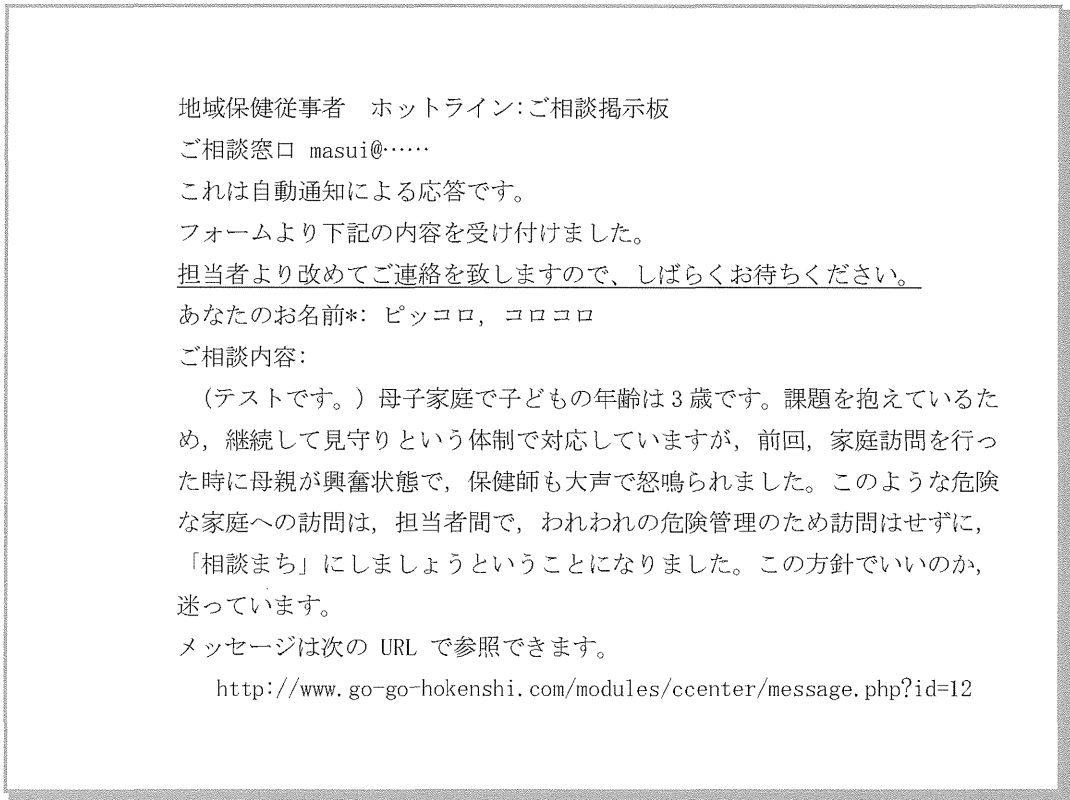 地域保健従事者　ホットライン:ご相談掲示板
ご相談窓口 masui@……
これは自動通知による応答です。
フォームより下記の内容を受け付けました。
担当者より改めてご連絡を致しますので、しばらくお待ちください。
あなたのお名前*: ピッコロ, コロコロ
ご相談内容:
（テストです。）母子家庭で子どもの年齢は3歳です。課題を抱えているた
め, 継続して見守りという体制で対応していますが, 前回, 家庭訪問を行っ
た時に母親が興奮状態で, 保健師も大声で怒鳴られました。このような危険
な家庭への訪問は, 担当者間で, われわれの危険管理のため訪問はせずに,
「相談まち」にしましょうということになりました。この方針でいいのか,
迷っています。
メッセージは次の URL で参照できます。
http://www.go-go-hokenshi.com/modules/ccenter/message.php?id=12